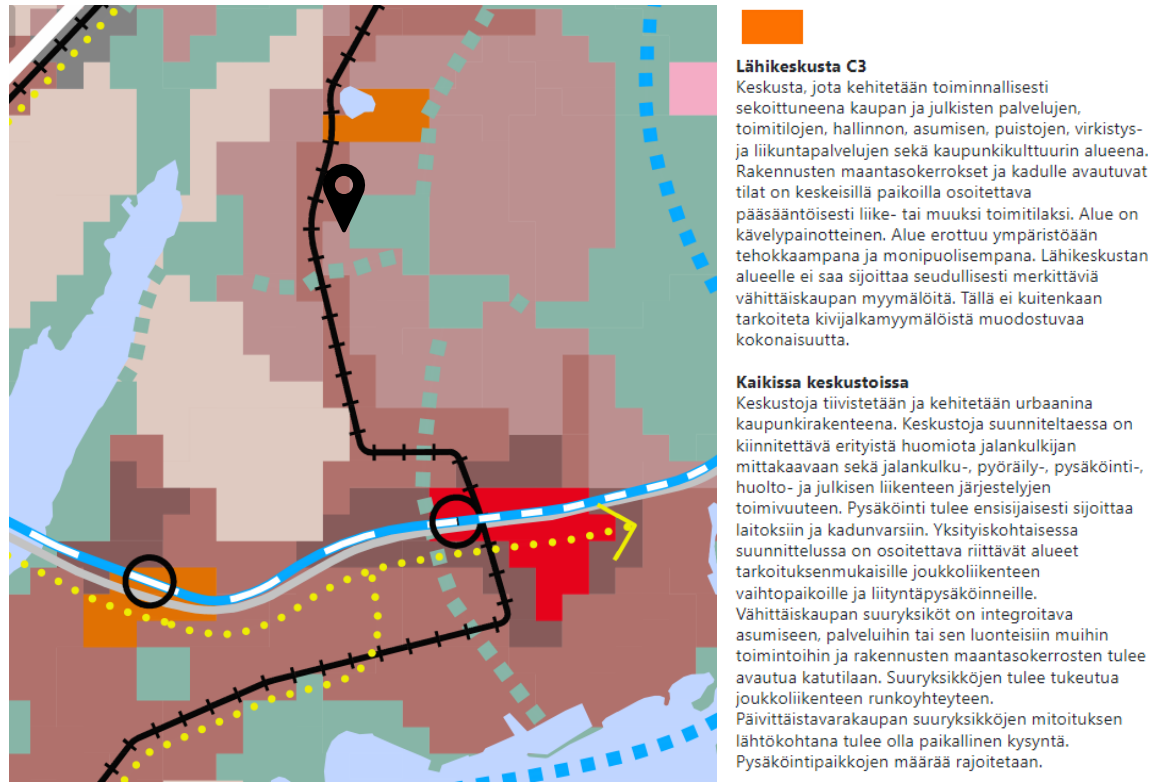 Lähikeskusta C3
Keskusta, jota kehitetään toiminnallisesti
sekoittuneena kaupan ja julkisten palvelujen,
toimitilojen, hallinnon, asumisen, puistojen, virkistys-
ja liikuntapalvelujen sekä kaupunkikulttuurin alueena.
Rakennusten maantasokerrokset ja kadulle avautuvat
tilat on keskeisillä paikoilla osoitettava
pääsääntöisesti liike- tai muuksi toimitilaksi. Alue on
kävelypainotteinen. Alue erottuu ympäristöään
tehokkaampana ja monipuolisempana. Lähikeskustan
alueelle ei saa sijoittaa seudullisesti merkittäviä
vähittäiskaupan myymälöitä. Tällä ei kuitenkaan
tarkoiteta kivijalkamyymälöistä muodostuvaa
kokonaisuutta.
Kaikissa keskustoissa
Keskustoja tiivistetään ja kehitetään urbaanina
kaupunkirakenteena. Keskustoja suunniteltaessa on
kiinnitettävä erityistä huomiota jalankulkijan
mittakaavaan sekä jalankulku-, pyöräily-, pysäköinti-,
huolto- ja julkisen liikenteen järjestelyjen
toimivuuteen. Pysäköinti tulee ensisijaisesti sijoittaa
laitoksiin ja kadunvarsiin. Yksityiskohtaisessa
suunnittelussa on osoitettava riittävät alueet
tarkoituksenmukaisille joukkoliikenteen
vaihtopaikoille ja liityntäpysäköinneille.
Vähittäiskaupan suuryksiköt on integroitava
asumiseen, palveluihin tai sen luonteisiin muihin
toimintoihin ja rakennusten maantasokerrosten tulee
avautua katutilaan. Suuryksikköjen tulee tukeutua
joukkoliikenteen runkoyhteyteen.
Päivittäistavarakaupan suuryksikköjen mitoituksen
lähtökohtana tulee olla paikallinen kysyntä.
Pysäköintipaikkojen määrää rajoitetaan.